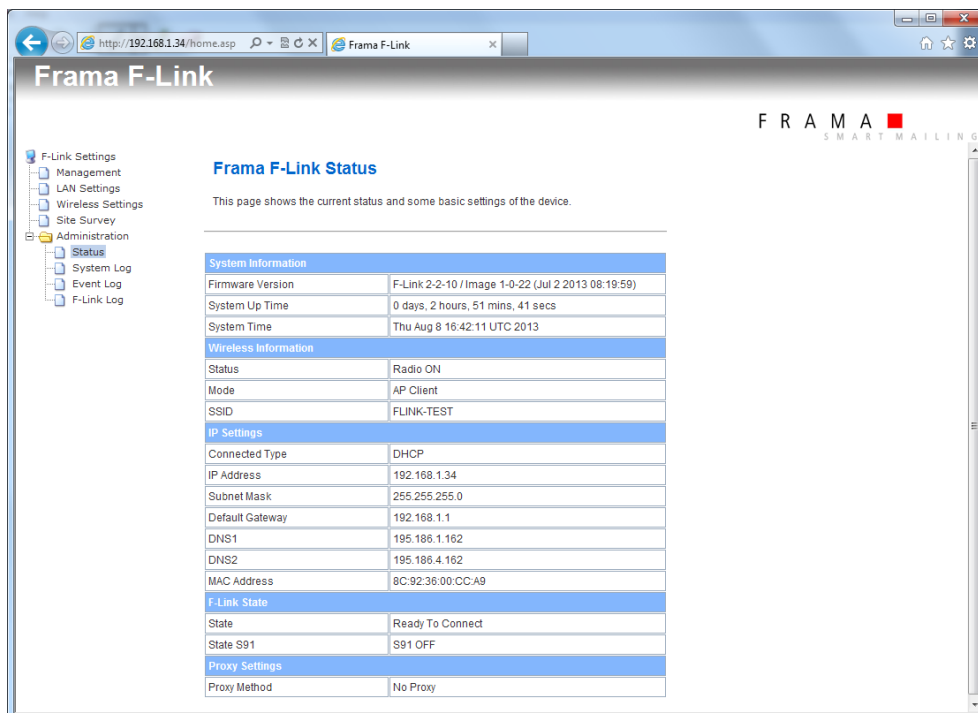 http://192.168.1.34/home.asp
Frama F-Link
Frama F-Link
FRAMA
SMART MAILING
F-Link Settings
Management
LAN Settings
Wireless Settings
Site Survey
Administration
Status
System Log
Event Log
F-Link Log
Frama F-Link Status
This page shows the current status and some basic settings of the device.
System Information
Firmware Version F-Link 2-2-10 / Image 1-0-22 (Jul 2 2013 08:19:59)
System Up Time 0 days, 2 hours, 51 mins, 41 secs
System Time Thu Aug 8 16:42:11 UTC 2013
Wireless Information
Status Radio ON
Mode AP Client
SSID FLINK-TEST
IP Settings
Connected Type DHCP
IP Address 192.168.1.34
Subnet Mask 255.255.255.0
Default Gateway 192.168.1.1
DNS1 195.186.1.162
DNS2 195.186.4.162
MAC Address 8C:92:36:00:CC:A9
F-Link State
State Ready To Connect
State S91 S91 OFF
Proxy Settings
Proxy Method No Proxy